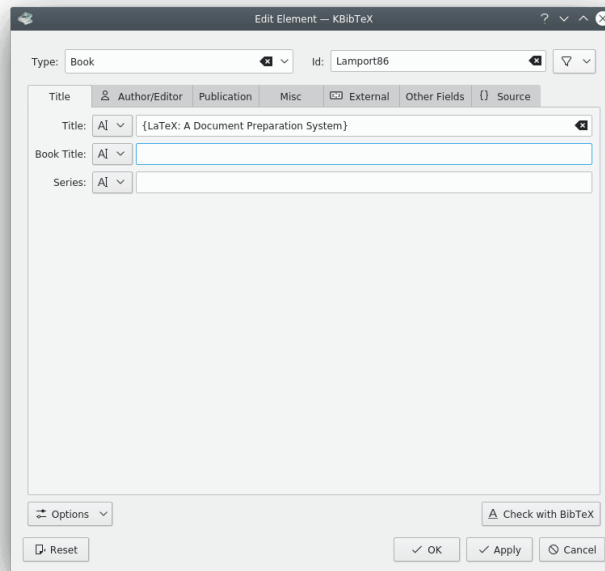 Edit Element — KBibTeX
Type: Book Id: Lamport86
Title Author/Editor Publication Misc External Other Fields {} Source
Title: A {LaTeX: A Document Preparation System}
Book Title: A
Series: A
Options A Check with BibTeX
Reset OK Apply Cancel